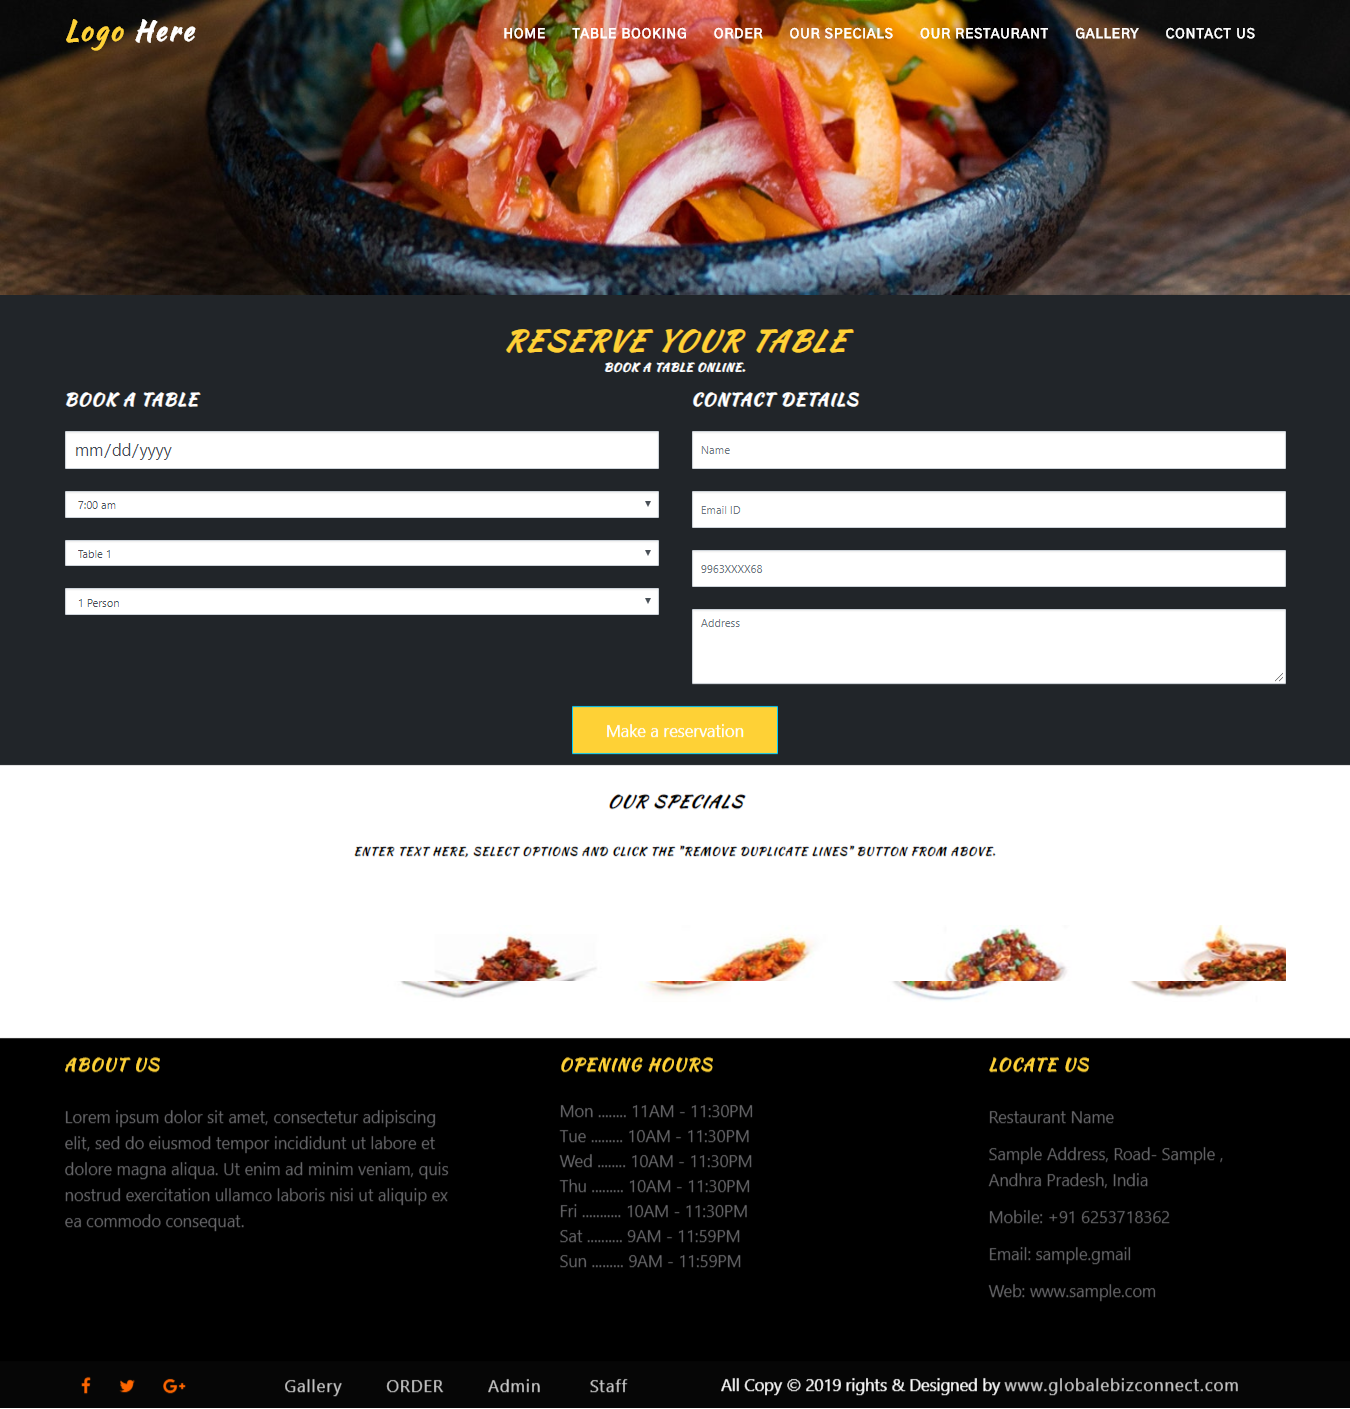 Logo Here
HOME TABLE BOOKING ORDER OUR SPECIALS OUR RESTAURANT GALLERY CONTACT US
RESERVE YOUR TABLE
BOOK A TABLE ONLINE.
BOOK A TABLE
mm/dd/yyyy
7:00 am
Table 1
1 Person
CONTACT DETAILS
Name
Email ID
9963XXXX68
Address
Make a reservation
OUR SPECIALS
ENTER TEXT HERE, SELECT OPTIONS AND CLICK THE "REMOVE DUPLICATE LINES" BUTTON FROM ABOVE.
ABOUT US
Lorem ipsum dolor sit amet, consectetur adipiscing
elit, sed do eiusmod tempor incididunt ut labore et
dolore magna aliqua. Ut enim ad minim veniam, quis
nostrud exercitation ullamco laboris nisi ut aliquip ex
ea commodo consequat.
OPENING HOURS
Mon ........ 11AM - 11:30PM
Tue ......... 10AM - 11:30PM
Wed ........ 10AM - 11:30PM
Thu ......... 10AM - 11:30PM
Fri ........... 10AM - 11:30PM
Sat .......... 9AM - 11:59PM
Sun ......... 9AM - 11:59PM
LOCATE US
Restaurant Name
Sample Address, Road- Sample ,
Andhra Pradesh, India
Mobile: +91 6253718362
Email: sample.gmail
Web: www.sample.com
Gallery ORDER Admin Staff
All Copy © 2019 rights & Designed by www.globalebizconnect.com